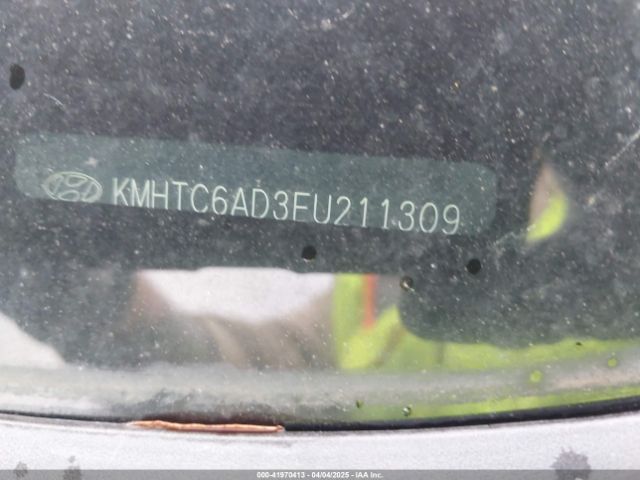 KMHTC6AD3FU211309
000-41970413 - 04/04/2025 - IAA Inc.